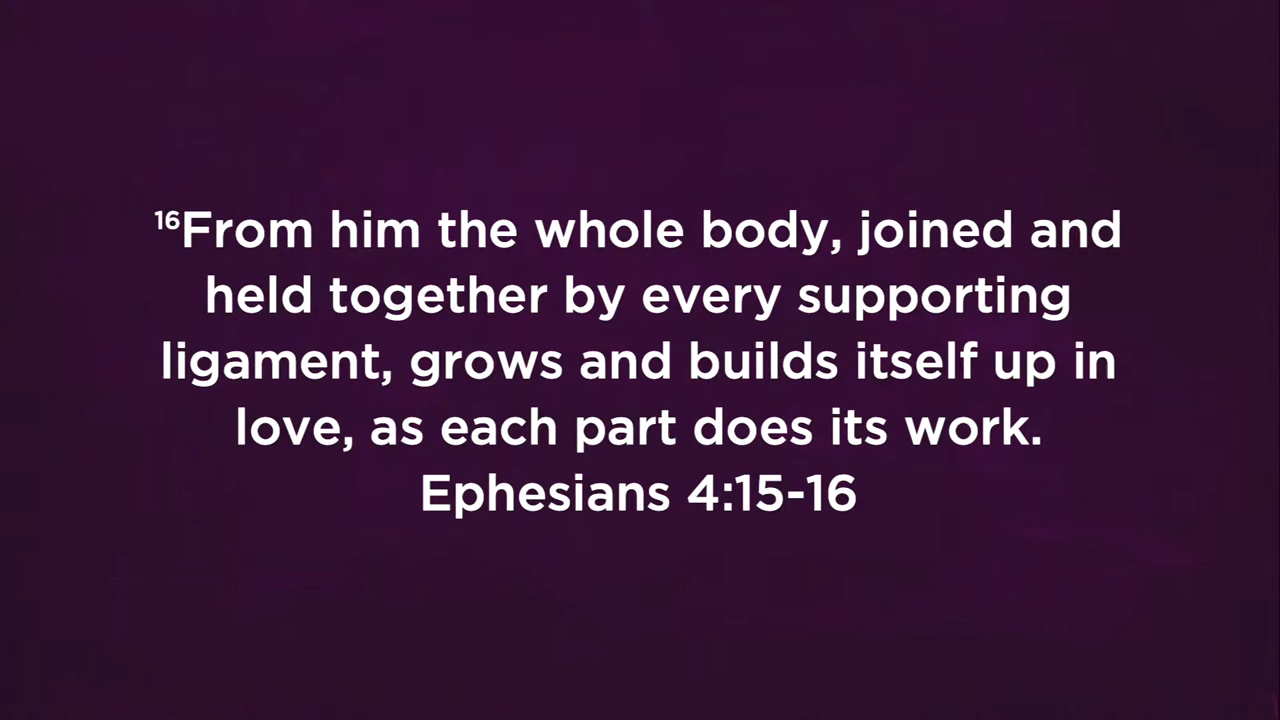 ¹⁶From him the whole body, joined and
held together by every supporting
ligament, grows and builds itself up in
love, as each part does its work.
Ephesians 4:15-16